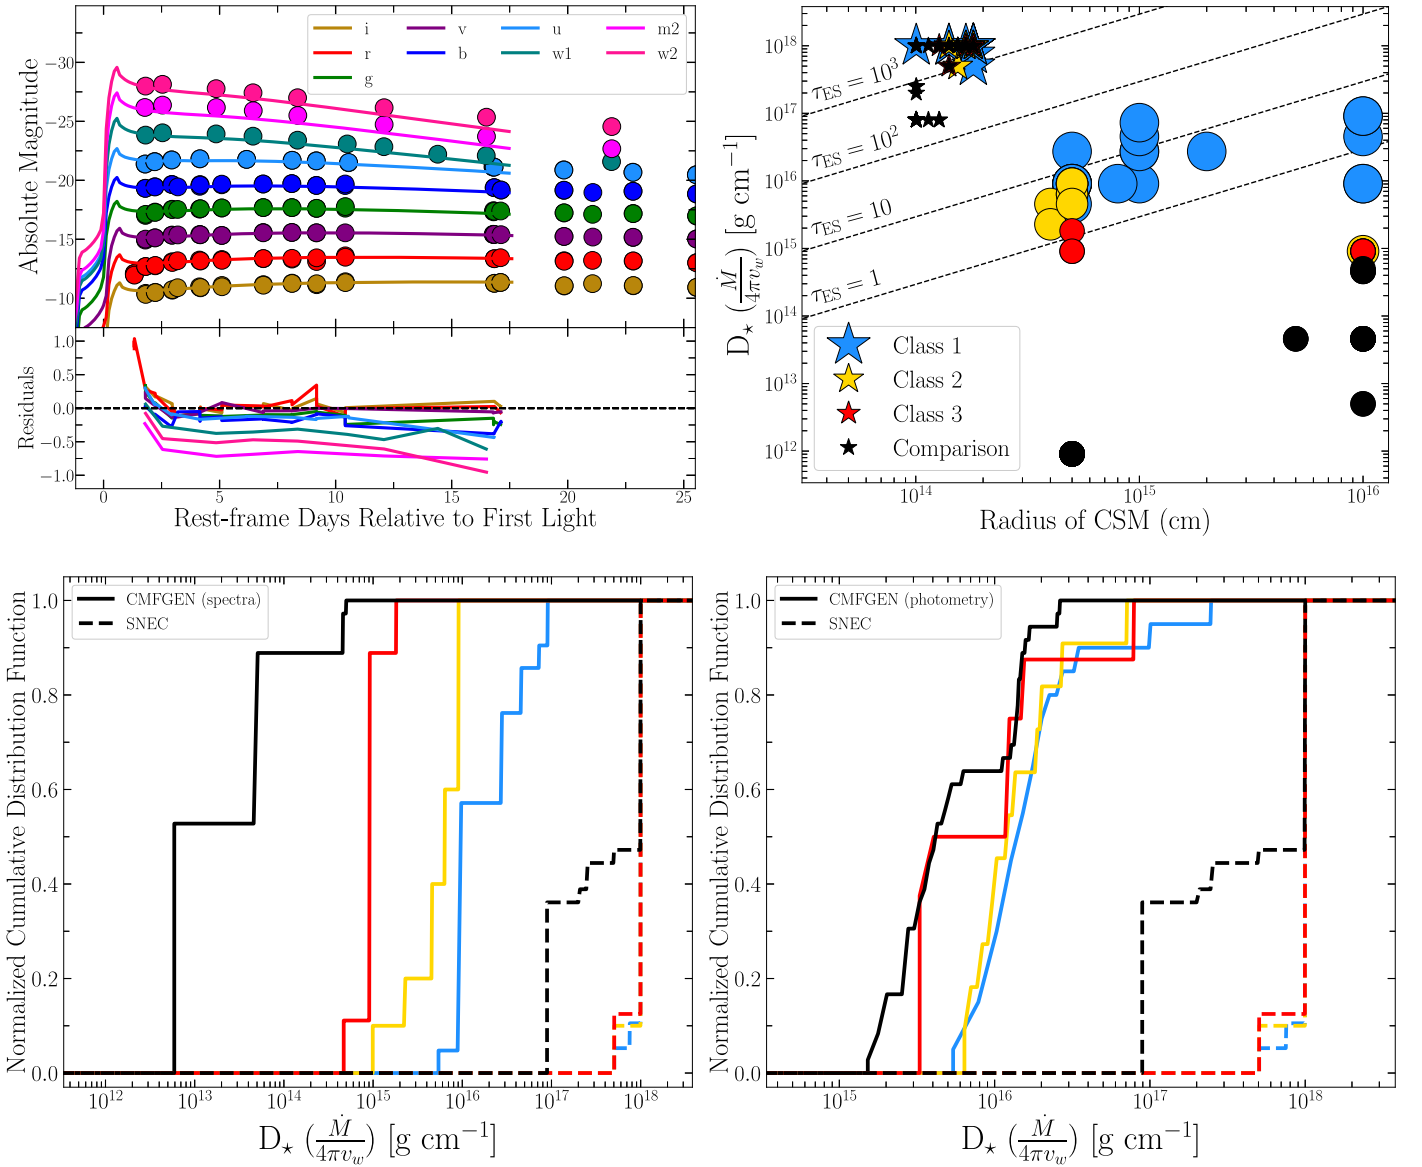 i v u m2
r b w1 w2
g
Absolute Magnitude
−30
−25
−20
−15
−10
Residuals
1.0
0.5
0.0
−0.5
−1.0
0 5 10 15 20 25
Rest-frame Days Relative to First Light
D⋆ (Ṁ/4πv_w) [g cm⁻¹]
10¹⁸
10¹⁷
10¹⁶
10¹⁵
10¹⁴
10¹³
10¹²
τES = 10³
τES = 10²
τES = 10
τES = 1
Class 1
Class 2
Class 3
Comparison
10¹⁴ 10¹⁵ 10¹⁶
Radius of CSM (cm)
Normalized Cumulative Distribution Function
1.0
0.8
0.6
0.4
0.2
0.0
CMFGEN (spectra)
SNEC
10¹² 10¹³ 10¹⁴ 10¹⁵ 10¹⁶ 10¹⁷ 10¹⁸
D⋆ (Ṁ/4πv_w) [g cm⁻¹]
Normalized Cumulative Distribution Function
1.0
0.8
0.6
0.4
0.2
0.0
CMFGEN (photometry)
SNEC
10¹⁵ 10¹⁶ 10¹⁷ 10¹⁸
D⋆ (Ṁ/4πv_w) [g cm⁻¹]